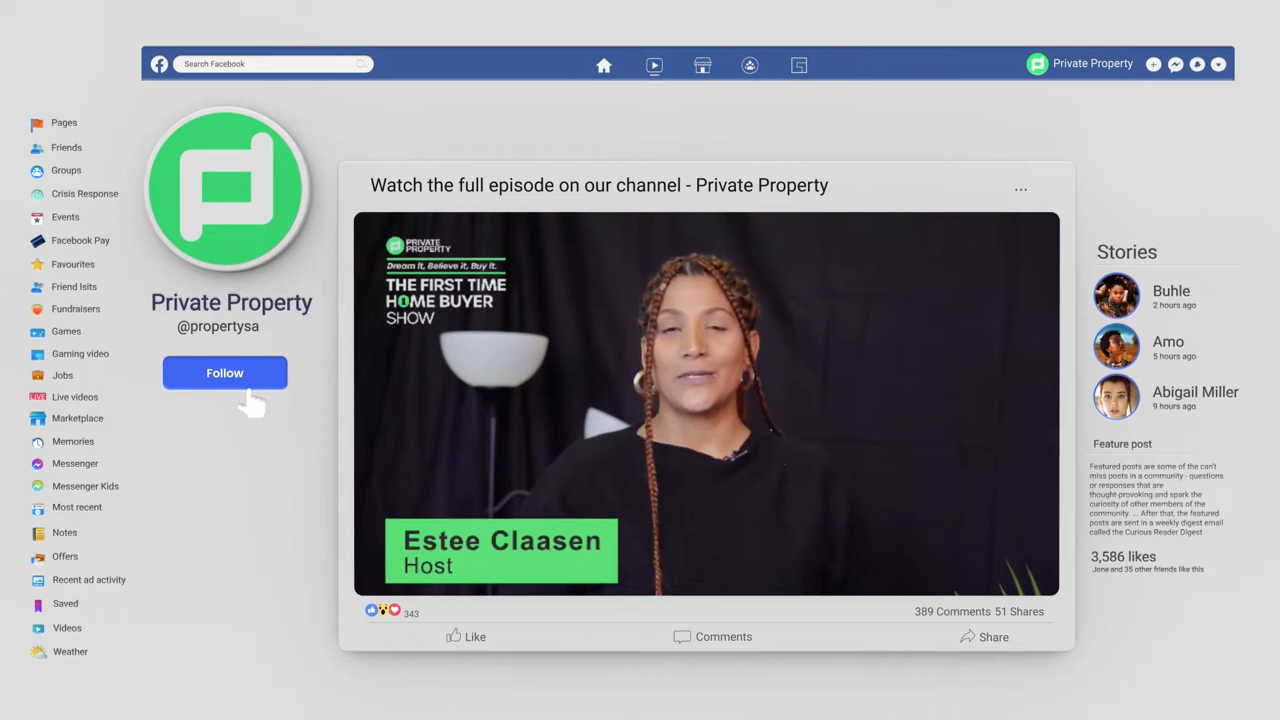 Search Facebook
Private Property
Pages
Friends
Groups
Crisis Response
Events
Facebook Pay
Favourites
Friend lsits
Fundraisers
Games
Gaming video
Jobs
LIVE Live videos
Marketplace
Memories
Messenger
Messenger Kids
Most recent
Notes
Offers
Recent ad activity
Saved
Videos
Weather
Private Property
@propertysa
Follow
Watch the full episode on our channel - Private Property
...
PRIVATE
PROPERTY
Dream it, Believe it, Buy it.
THE FIRST TIME
HOME BUYER
SHOW
Estee Claasen
Host
343
389 Comments 51 Shares
Like
Comments
Share
Stories
Buhle
2 hours ago
Amo
5 hours ago
Abigail Miller
9 hours ago
Feature post
Featured posts are some of the can't
miss posts in a community - questions
or responses that are
thought-provoking and spark the
curiosity of other members of the
community. ... After that, the featured
posts are sent in a weekly digest email
called the Curious Reader Digest
3,586 likes
Jone and 35 other friends like this